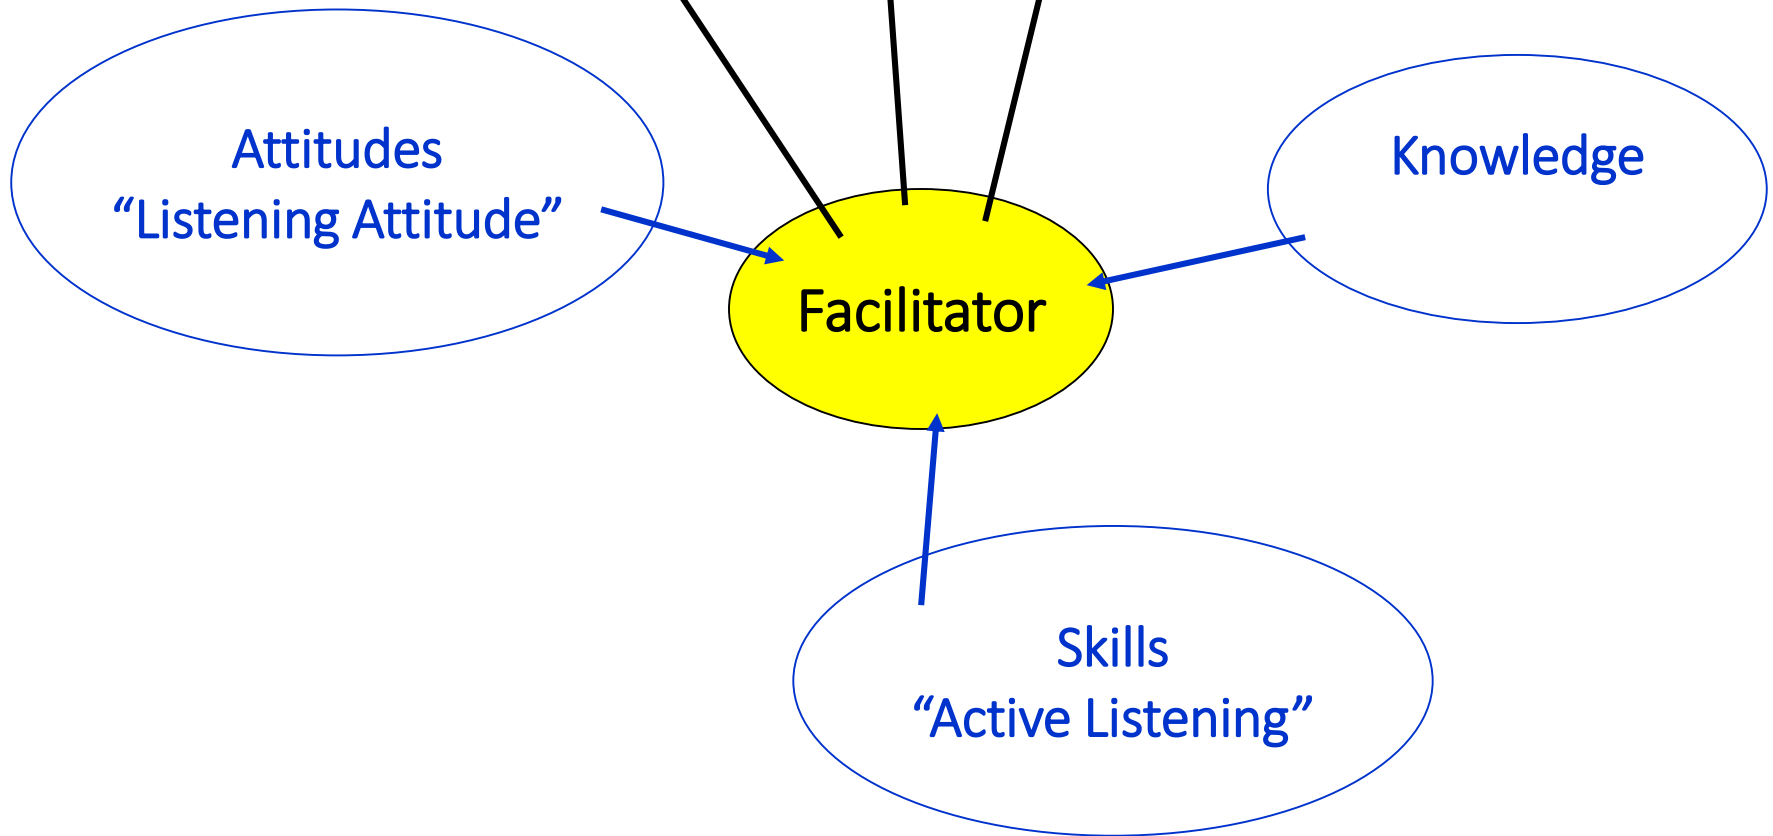 Attitudes
“Listening Attitude”
Knowledge
Facilitator
Skills
“Active Listening”